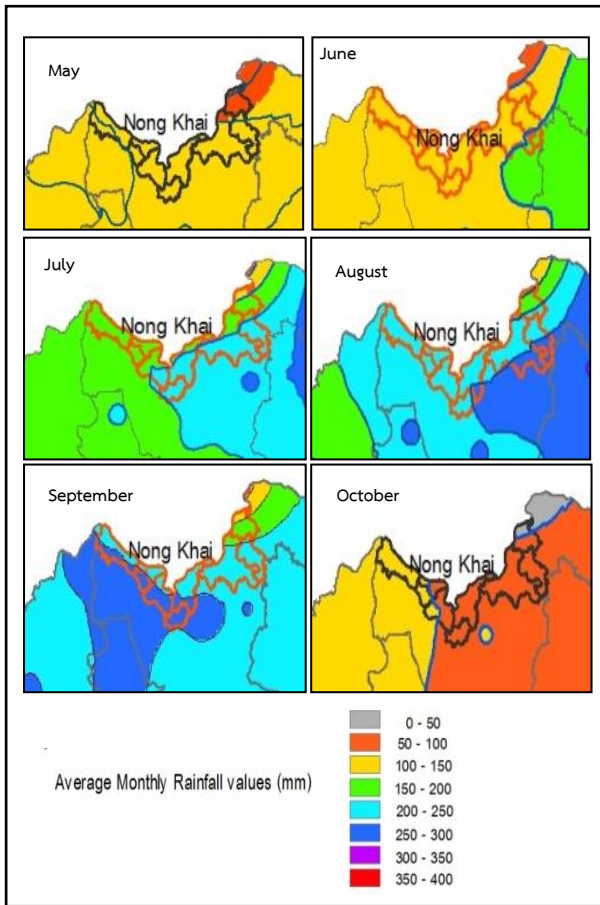 May
Nong Khai
June
Nong Khai
July
Nong Khai
August
Nong Khai
September
Nong Khai
October
Nong Khai
Average Monthly Rainfall values (mm)
0 - 50
50 - 100
100 - 150
150 - 200
200 - 250
250 - 300
300 - 350
350 - 400